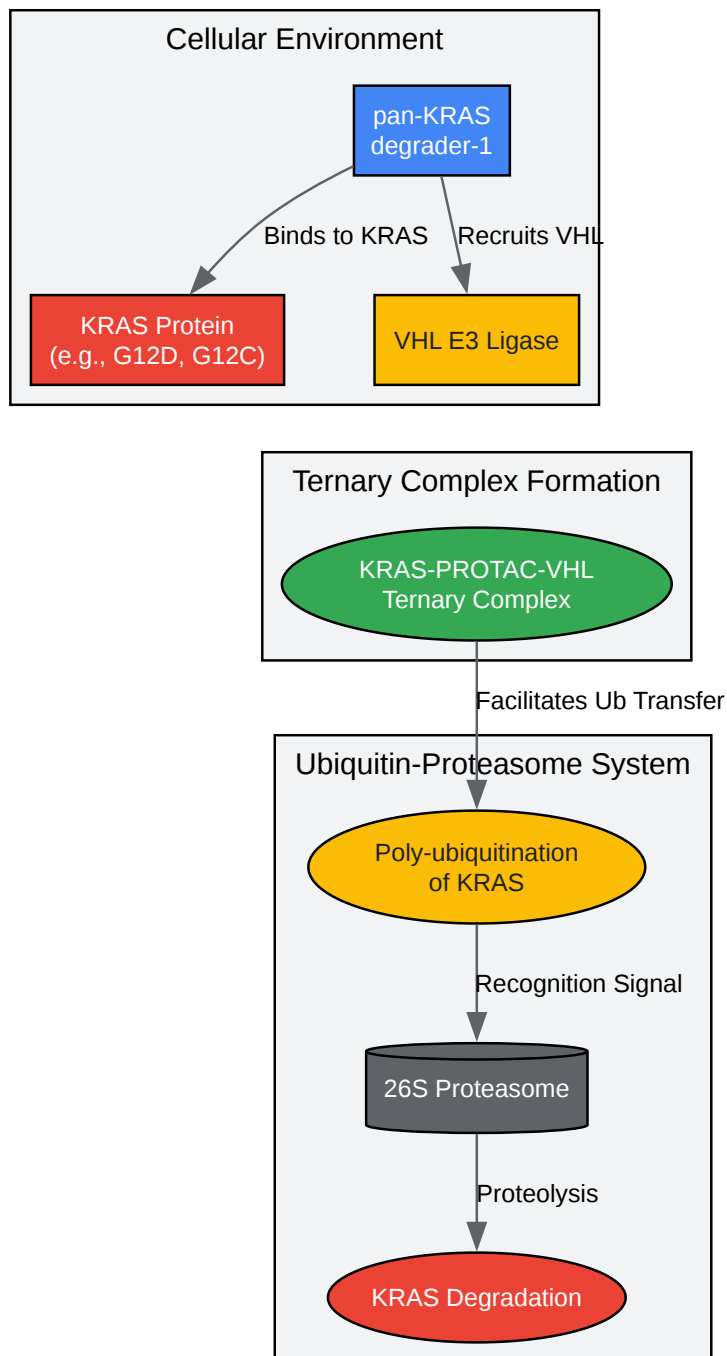 Cellular Environment
pan-KRAS
degrader-1
Binds to KRAS
Recruits VHL
KRAS Protein
(e.g., G12D, G12C)
VHL E3 Ligase
Ternary Complex Formation
KRAS-PROTAC-VHL
Ternary Complex
Facilitates Ub Transfer
Ubiquitin-Proteasome System
Poly-ubiquitination
of KRAS
Recognition Signal
26S Proteasome
Proteolysis
KRAS Degradation